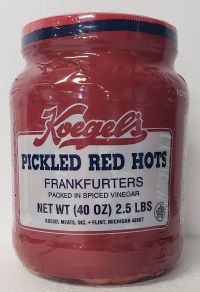 Koegel's
PICKLED RED HOTS
FRANKFURTERS
PACKED IN SPICED VINEGAR
NET WT (40 OZ) 2.5 LBS
KOEGEL MEATS, INC. • FLINT, MICHIGAN 48507